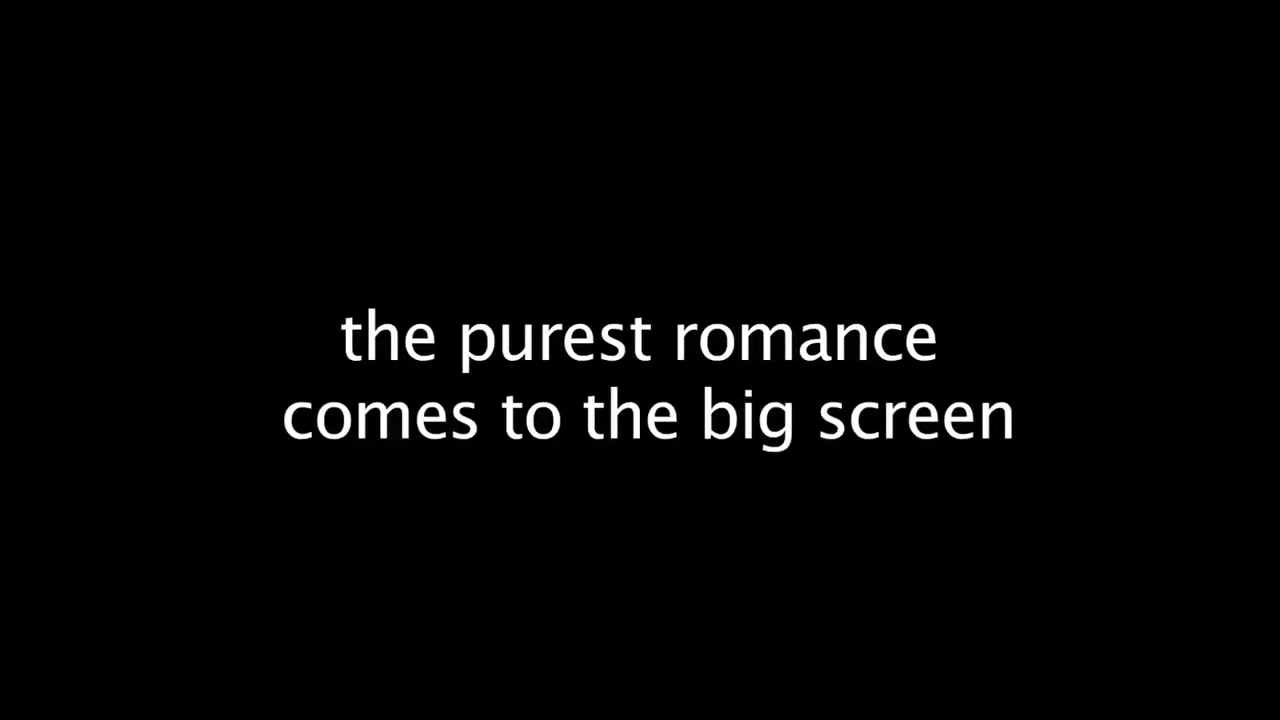 the purest romance
comes to the big screen